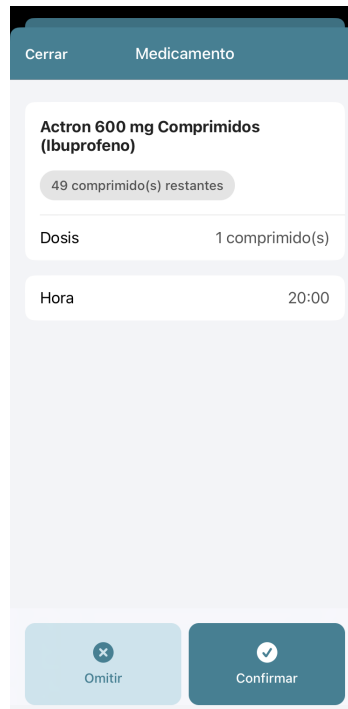 Cerrar
Medicamento
Actron 600 mg Comprimidos
(Ibuprofeno)
49 comprimido(s) restantes
Dosis 1 comprimido(s)
Hora 20:00
Omitir
Confirmar